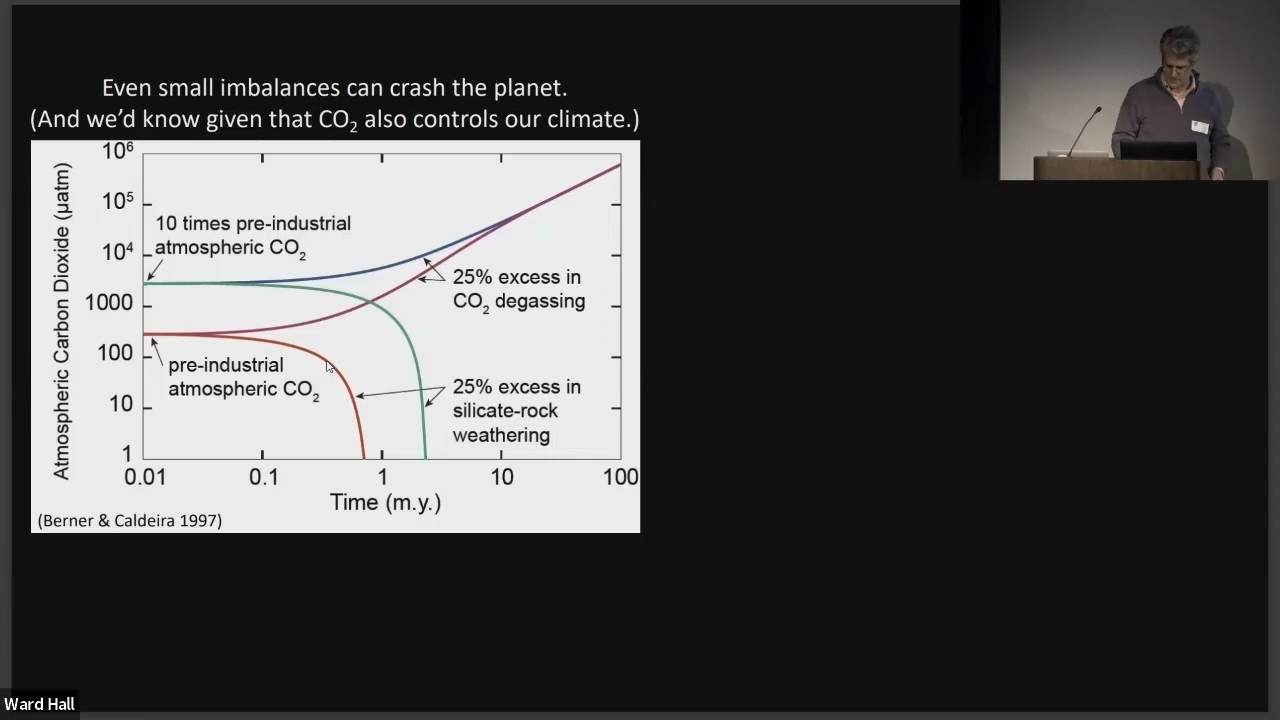 Even small imbalances can crash the planet.
(And we'd know given that CO₂ also controls our climate.)
Atmospheric Carbon Dioxide (µatm)
10⁶
10⁵
10⁴
1000
100
10
1
10 times pre-industrial
atmospheric CO₂
25% excess in
CO₂ degassing
pre-industrial
atmospheric CO₂
25% excess in
silicate-rock
weathering
0.01
0.1
1
10
100
Time (m.y.)
(Berner & Caldeira 1997)
Ward Hall